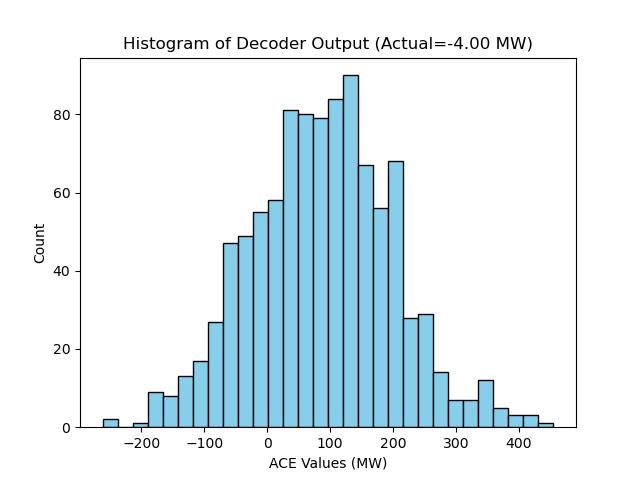 Histogram of Decoder Output (Actual=-4.00 MW)
80
60
40
20
0
Count
−200 −100 0 100 200 300 400
ACE Values (MW)